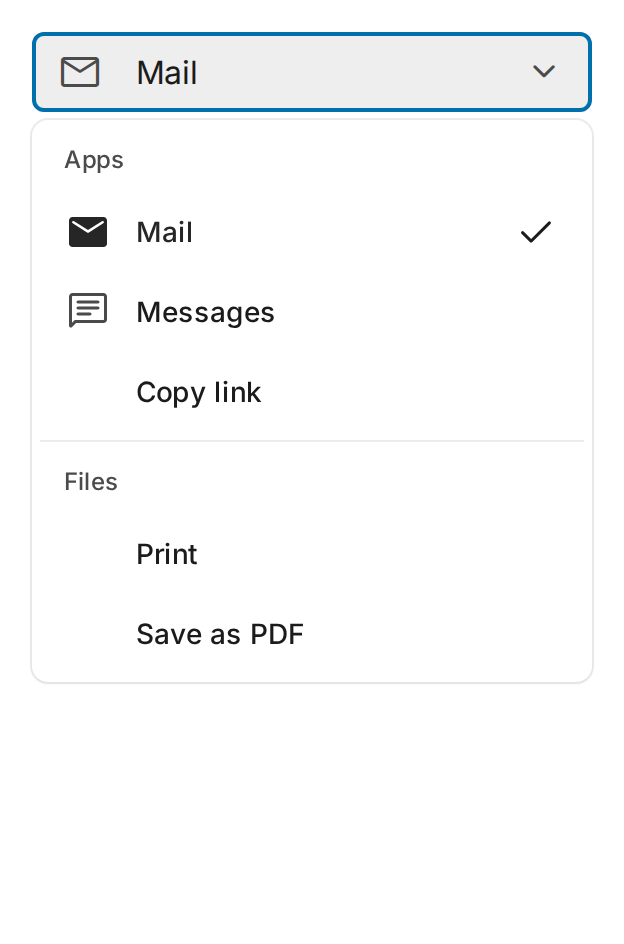 Mail
Apps
Mail
Messages
Copy link
Files
Print
Save as PDF